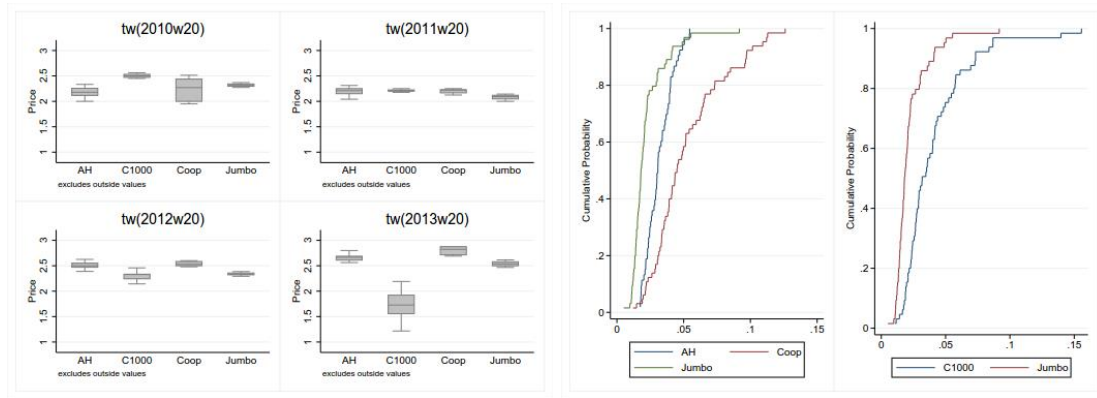 tw(2010w20)
Price
3
2.5
2
1.5
1
AH C1000 Coop Jumbo
excludes outside values
tw(2011w20)
Price
3
2.5
2
1.5
1
AH C1000 Coop Jumbo
excludes outside values
tw(2012w20)
Price
3
2.5
2
1.5
1
AH C1000 Coop Jumbo
excludes outside values
tw(2013w20)
Price
3
2.5
2
1.5
1
AH C1000 Coop Jumbo
excludes outside values
Cumulative Probability
1
.8
.6
.4
.2
0
0 .05 .1 .15
AH Coop
Jumbo
Cumulative Probability
1
.8
.6
.4
.2
0
0 .05 .1 .15
C1000 Jumbo